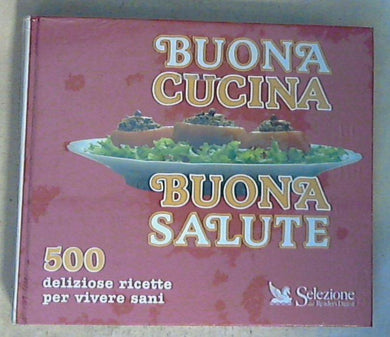 BUONA
CUCINA
BUONA
SALUTE
500
deliziose ricette
per vivere sani
Selezione
dal Reader's Digest